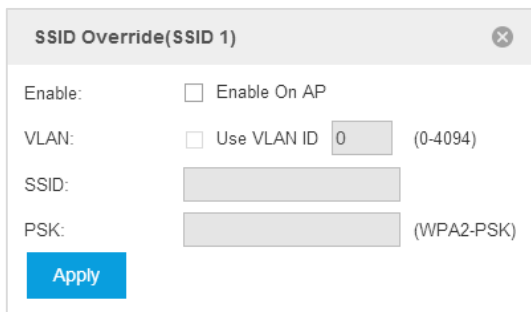 SSID Override(SSID 1)
Enable: Enable On AP
VLAN: Use VLAN ID 0 (0-4094)
SSID:
PSK: (WPA2-PSK)
Apply